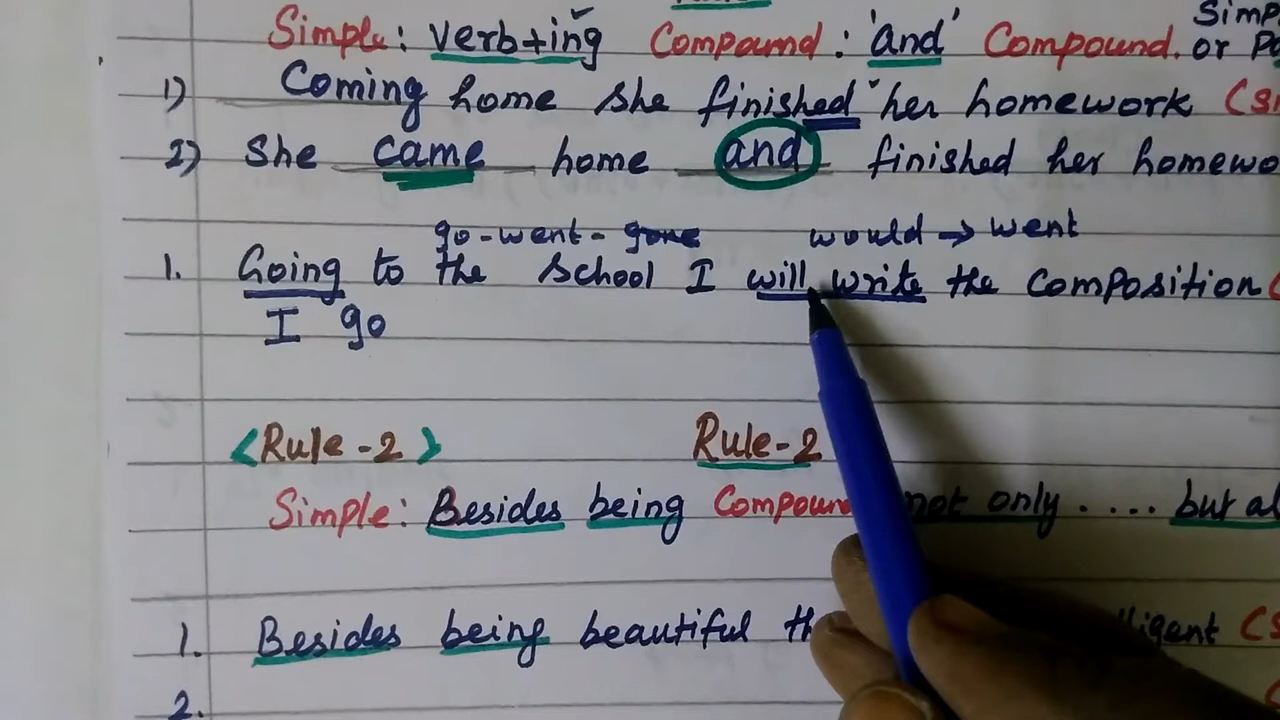 Simple: verb+ing Compound: 'and' Compound. or
1) Coming home she finished her homework
2) She came home and finished her
go-went-gone would → went
1. Going to the school I will write the composition
I go
<Rule-2> Rule-2
Simple: Besides being Compound not only .... but
1. Besides being beautiful
2.